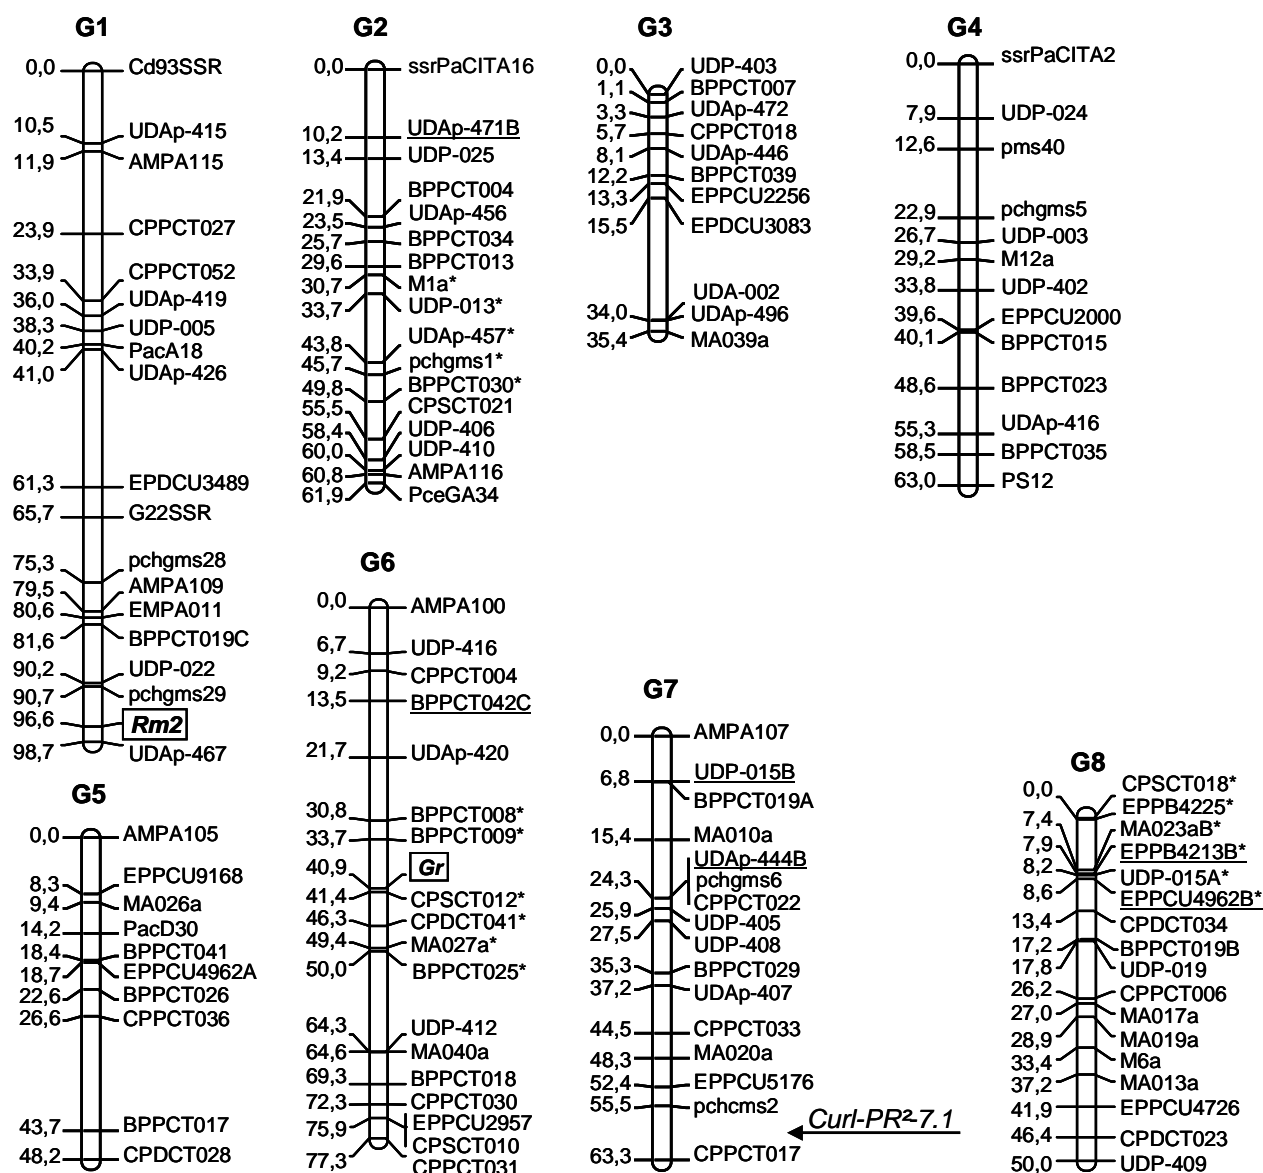 G1
0,0 Cd93SSR
10,5 UDAp-415
11,9 AMPA115
23,9 CPPCT027
33,9 CPPCT052
36,0 UDAp-419
38,3 UDP-005
40,2 PacA18
41,0 UDAp-426
61,3 EPDCU3489
65,7 G22SSR
75,3 pchgms28
79,5 AMPA109
80,6 EMPA011
81,6 BPPCT019C
90,2 UDP-022
90,7 pchgms29
96,6 Rm2
98,7 UDAp-467
G2
0,0 ssrPaCITA16
10,2 UDAp-471B
13,4 UDP-025
21,9 BPPCT004
23,5 UDAp-456
25,7 BPPCT034
29,6 BPPCT013
30,7 M1a*
33,7 UDP-013*
43,8 UDAp-457*
45,7 pchgms1*
49,8 BPPCT030*
55,5 CPSCT021
58,4 UDP-406
60,0 UDP-410
60,8 AMPA116
61,9 PceGA34
G3
0,0 UDP-403
1,1 BPPCT007
3,3 UDAp-472
5,7 CPPCT018
8,1 UDAp-446
12,2 BPPCT039
13,3 EPPCU2256
15,5 EPDCU3083
UDA-002
34,0 UDAp-496
35,4 MA039a
G4
0,0 ssrPaCITA2
7,9 UDP-024
12,6 pms40
22,9 pchgms5
26,7 UDP-003
29,2 M12a
33,8 UDP-402
39,6 EPPCU2000
40,1 BPPCT015
48,6 BPPCT023
55,3 UDAp-416
58,5 BPPCT035
63,0 PS12
G5
0,0 AMPA105
8,3 EPPCU9168
9,4 MA026a
14,2 PacD30
18,4 BPPCT041
18,7 EPPCU4962A
22,6 BPPCT026
26,6 CPPCT036
43,7 BPPCT017
48,2 CPDCT028
G6
0,0 AMPA100
6,7 UDP-416
9,2 CPPCT004
13,5 BPPCT042C
21,7 UDAp-420
30,8 BPPCT008*
33,7 BPPCT009*
40,9 Gr
41,4 CPSCT012*
46,3 CPDCT041*
49,4 MA027a*
50,0 BPPCT025*
64,3 UDP-412
64,6 MA040a
69,3 BPPCT018
72,3 CPPCT030
75,9 EPPCU2957
CPSCT010
77,3 CPPCT031
G7
0,0 AMPA107
6,8 UDP-015B
BPPCT019A
15,4 MA010a
UDAp-444B
24,3 pchgms6
CPPCT022
25,9 UDP-405
27,5 UDP-408
35,3 BPPCT029
37,2 UDAp-407
44,5 CPPCT033
48,3 MA020a
52,4 EPPCU5176
55,5 pchcms2
Curl-PR²-7.1
63,3 CPPCT017
G8
0,0 CPSCT018*
7,4 EPPB4225*
7,9 MA023aB*
8,2 EPPB4213B*
UDP-015A*
8,6 EPPCU4962B*
13,4 CPDCT034
17,2 BPPCT019B
17,8 UDP-019
26,2 CPPCT006
27,0 MA017a
28,9 MA019a
33,4 M6a
37,2 MA013a
41,9 EPPCU4726
46,4 CPDCT023
50,0 UDP-409